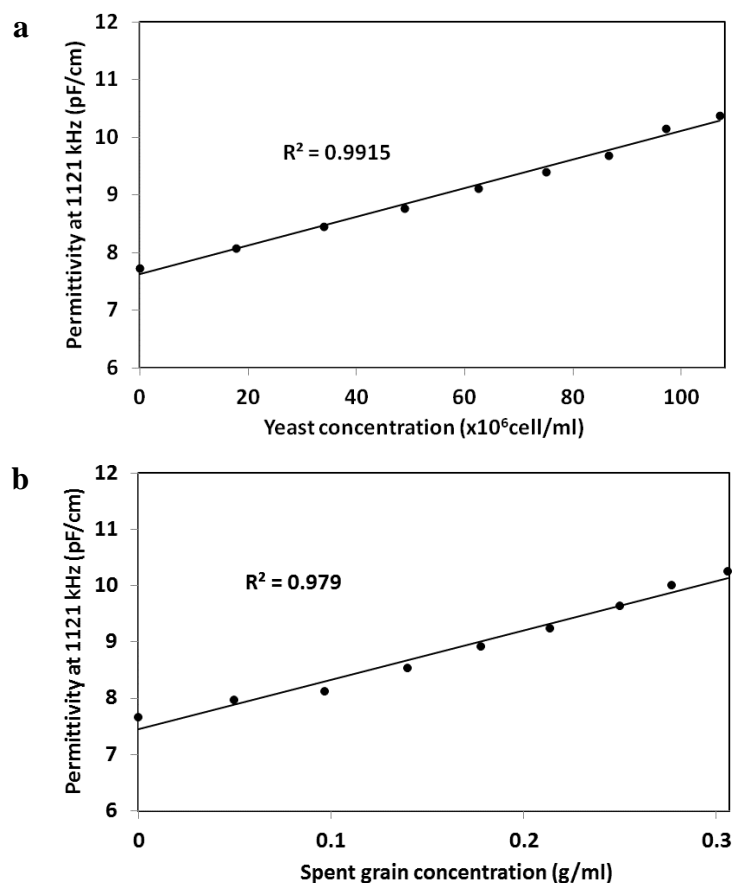 a
12
11
10
9
8
7
6
Permittivity at 1121 kHz (pF/cm)
R² = 0.9915
0 20 40 60 80 100
Yeast concentration (x10⁶cell/ml)
b
12
11
10
9
8
7
6
Permittivity at 1121 kHz (pF/cm)
R² = 0.979
0 0.1 0.2 0.3
Spent grain concentration (g/ml)